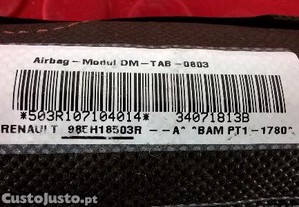 Airbag-Modul DM-TAB-0803
*503R107104014* 34071813B
RENAULT 985H18503R --A* *BAM PT1-1780*
CustoJusto.pt